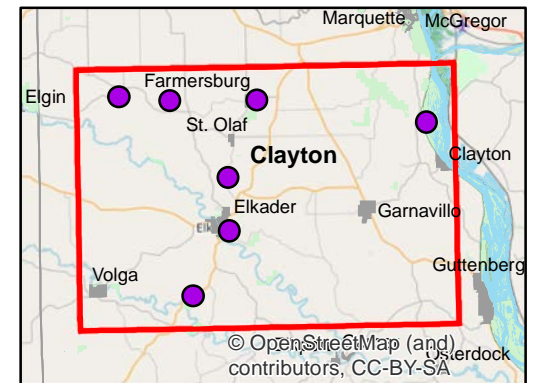 Marquette McGregor
Elgin
Farmersburg
St. Olaf
Clayton
Clayton
Elkader
Garnavillo
Guttenberg
Volga
© OpenStreetMap (and)
contributors, CC-BY-SA
Osterdock